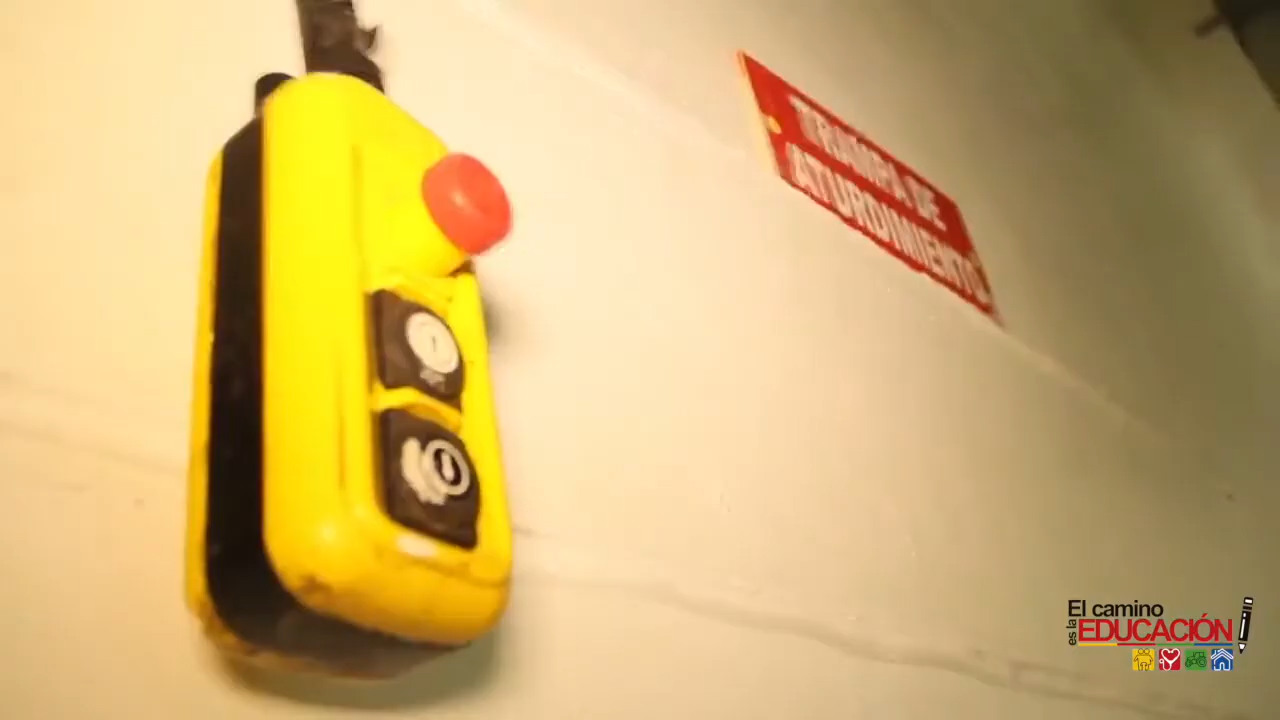 TRAMPA DE
ATURDIMIENTO
El camino
es la
EDUCACIÓN